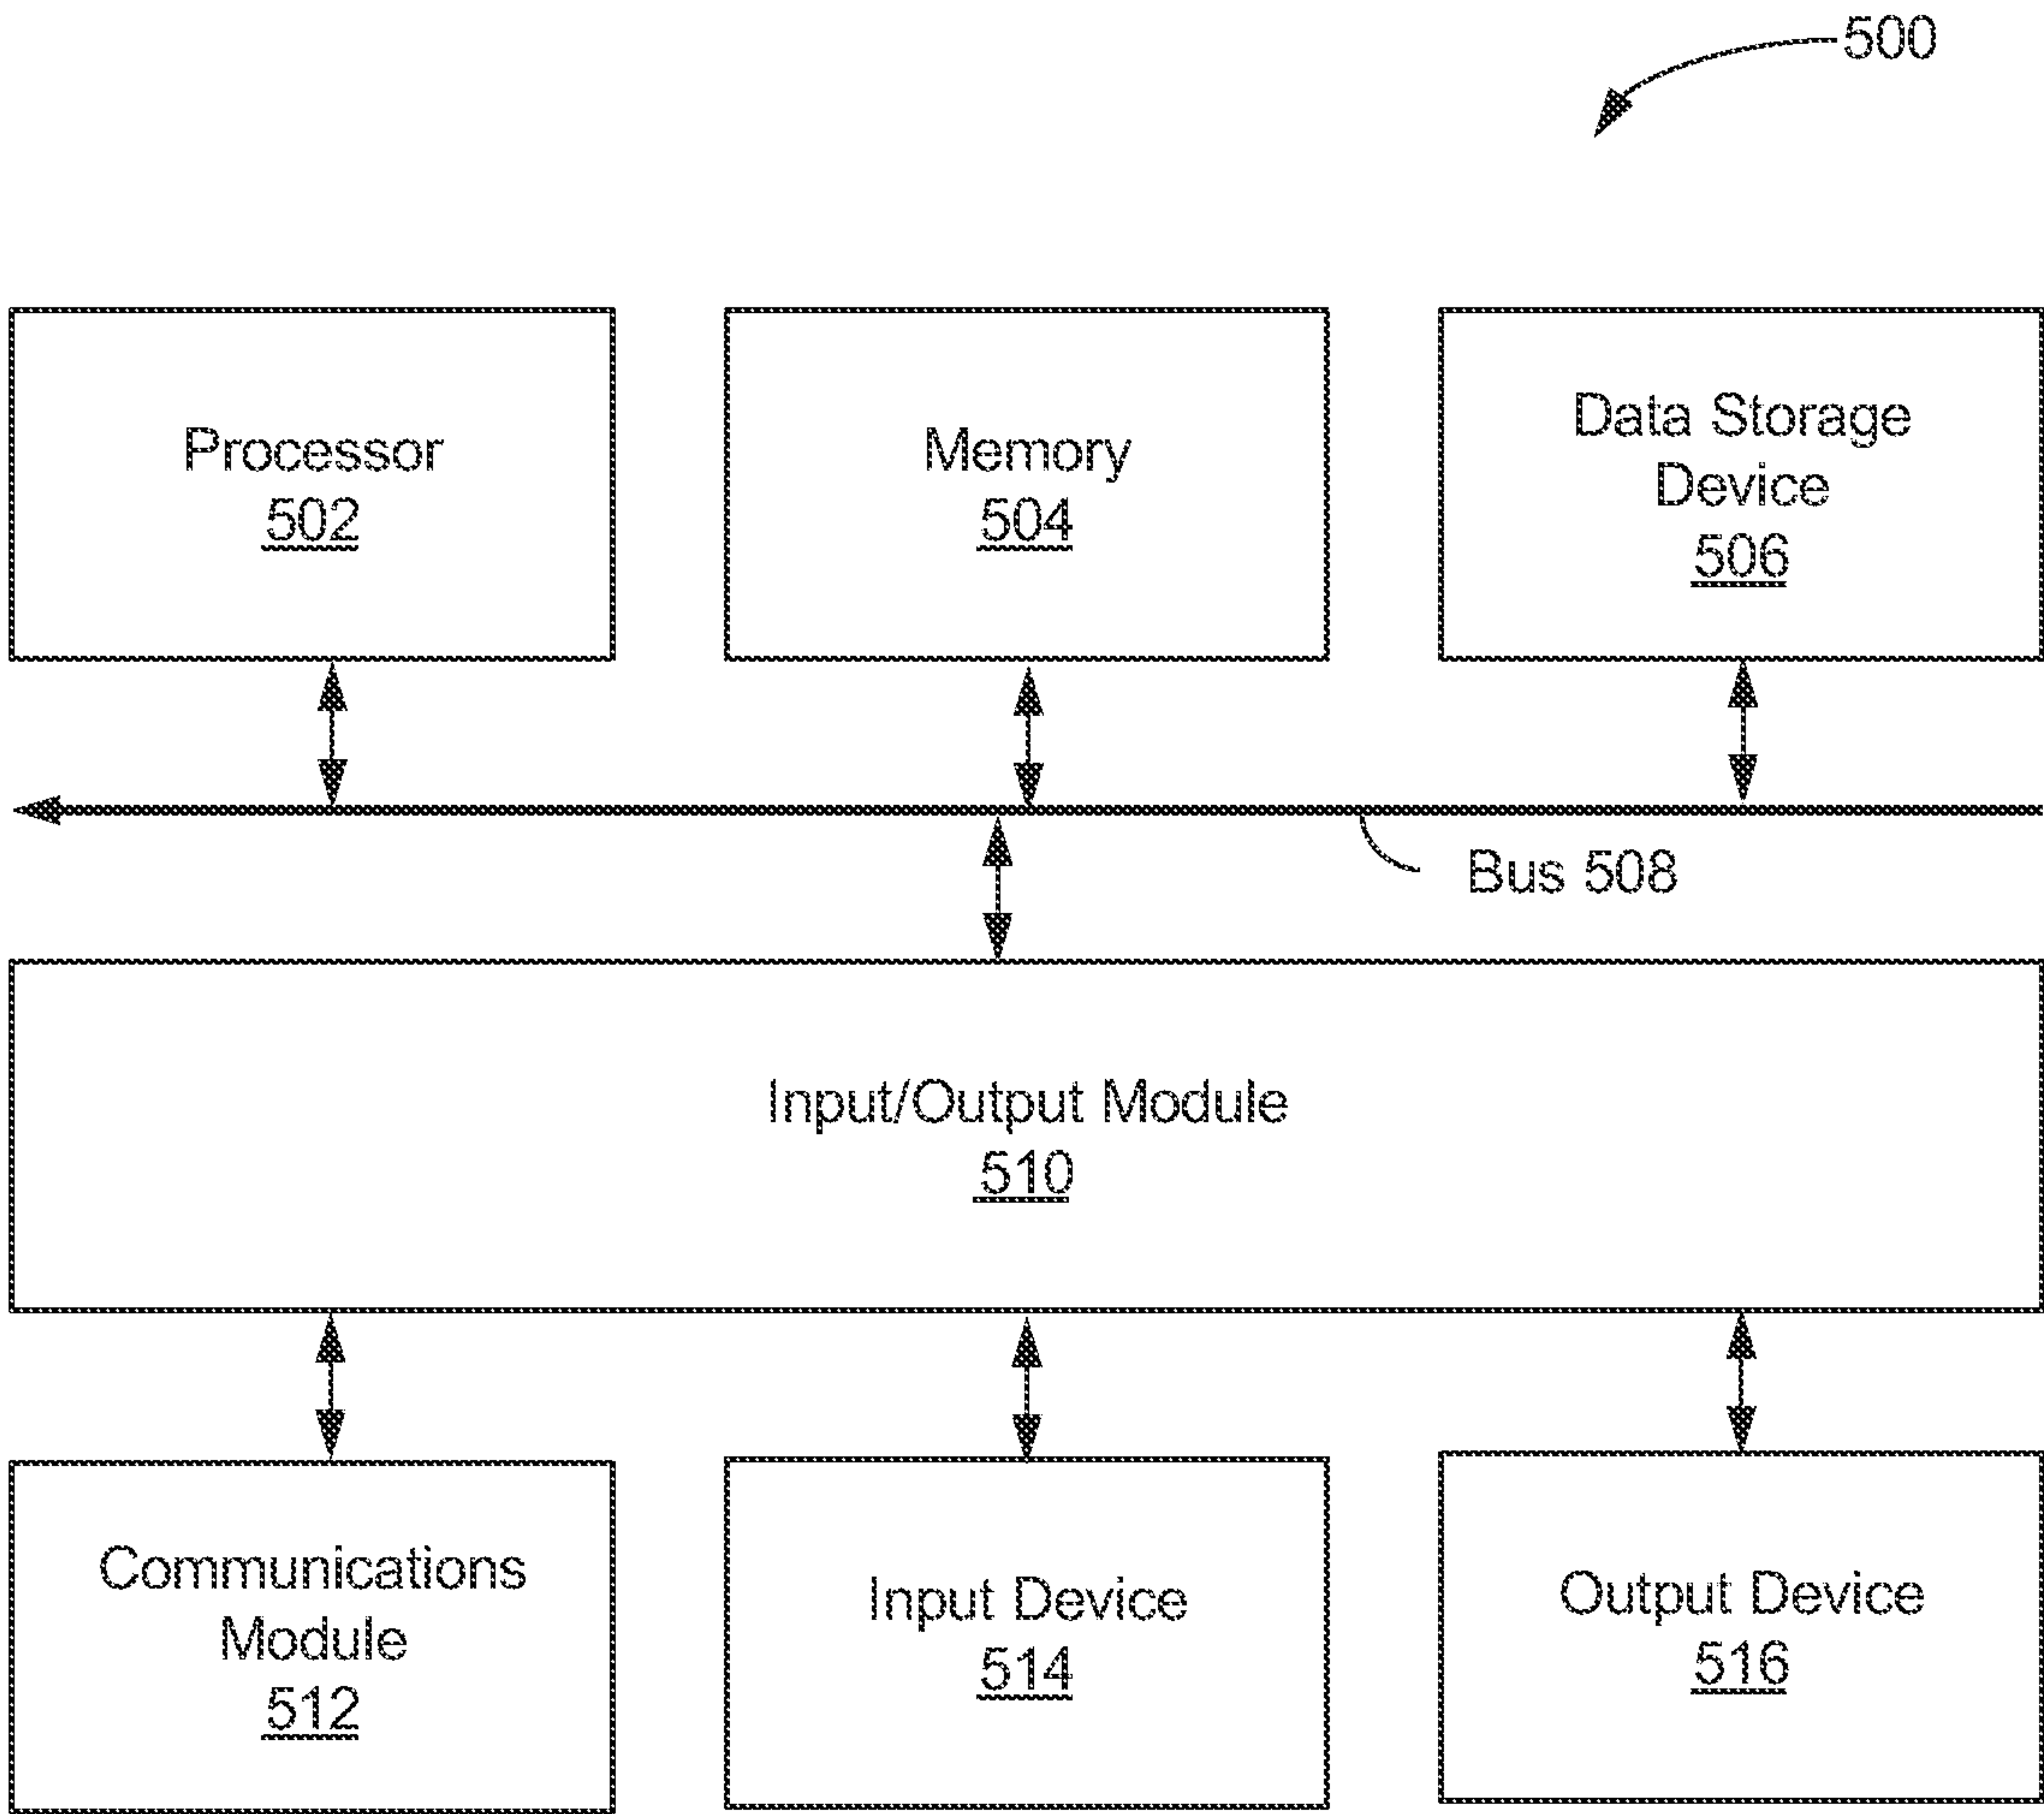 500
Processor
502
Memory
504
Data Storage
Device
506
Bus 508
Input/Output Module
510
Communications
Module
512
Input Device
514
Output Device
516